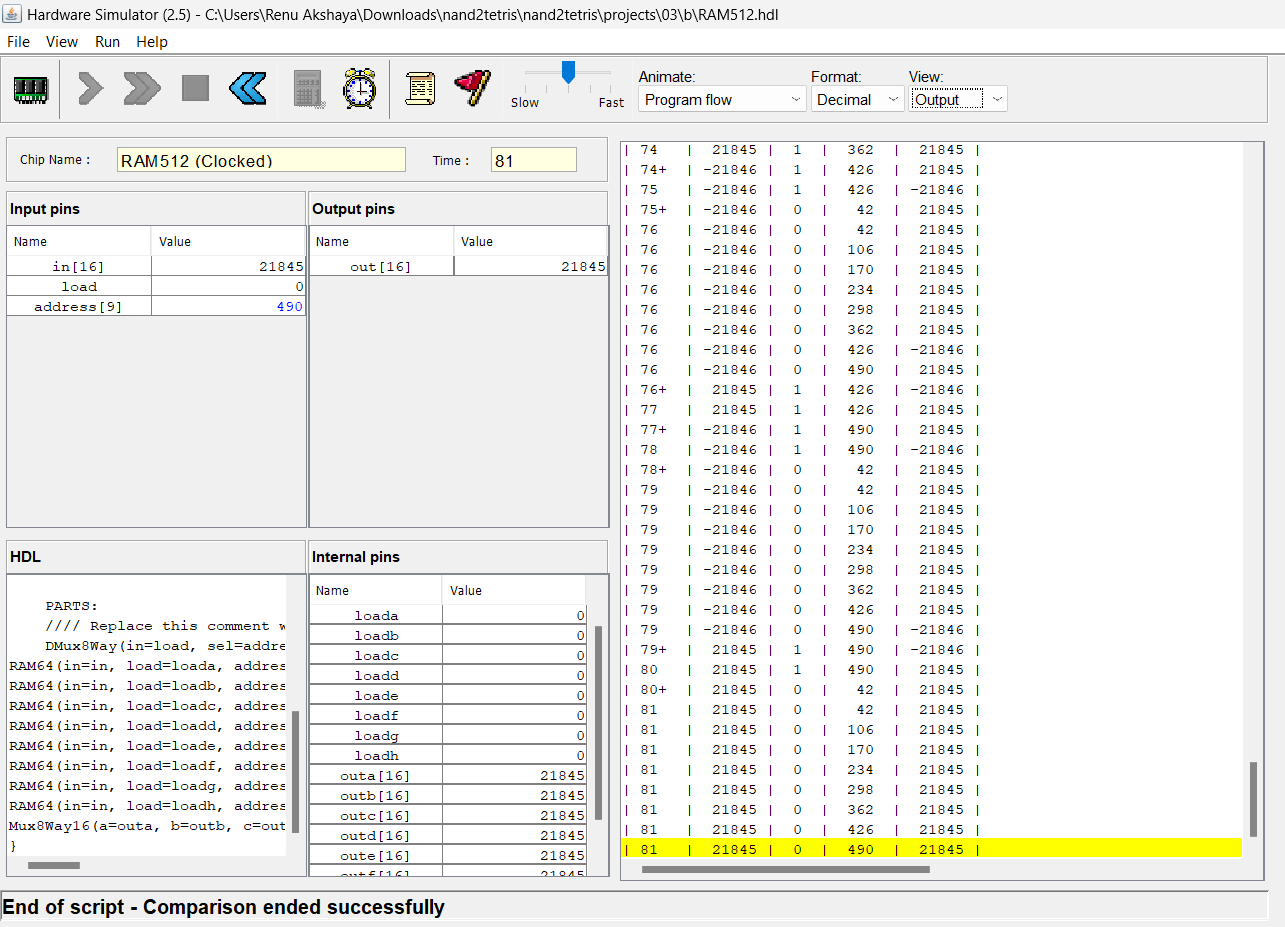 Hardware Simulator (2.5) - C:\Users\Renu Akshaya\Downloads\nand2tetris\nand2tetris\projects\03\b\RAM512.hdl
File View Run Help
Slow Fast
Animate: Format: View:
Program flow Decimal Output
Chip Name : RAM512 (Clocked) Time : 81
Input pins
Name Value
in[16] 21845
load 0
address[9] 490
Output pins
Name Value
out[16] 21845
HDL
PARTS:
//// Replace this comment w
DMux8Way(in=load, sel=addre
RAM64(in=in, load=loada, addres
RAM64(in=in, load=loadb, addres
RAM64(in=in, load=loadc, addres
RAM64(in=in, load=loadd, addres
RAM64(in=in, load=loade, addres
RAM64(in=in, load=loadf, addres
RAM64(in=in, load=loadg, addres
RAM64(in=in, load=loadh, addres
Mux8Way16(a=outa, b=outb, c=out
}
Internal pins
Name Value
loada 0
loadb 0
loadc 0
loadd 0
loade 0
loadf 0
loadg 0
loadh 0
outa[16] 21845
outb[16] 21845
outc[16] 21845
outd[16] 21845
oute[16] 21845
outf[16] 21845
| 74 | 21845 | 1 | 362 | 21845 |
| 74+ | -21846 | 1 | 426 | 21845 |
| 75 | -21846 | 1 | 426 | -21846 |
| 75+ | -21846 | 0 | 42 | 21845 |
| 76 | -21846 | 0 | 42 | 21845 |
| 76 | -21846 | 0 | 106 | 21845 |
| 76 | -21846 | 0 | 170 | 21845 |
| 76 | -21846 | 0 | 234 | 21845 |
| 76 | -21846 | 0 | 298 | 21845 |
| 76 | -21846 | 0 | 362 | 21845 |
| 76 | -21846 | 0 | 426 | -21846 |
| 76 | -21846 | 0 | 490 | 21845 |
| 76+ | 21845 | 1 | 426 | -21846 |
| 77 | 21845 | 1 | 426 | 21845 |
| 77+ | -21846 | 1 | 490 | 21845 |
| 78 | -21846 | 1 | 490 | -21846 |
| 78+ | -21846 | 0 | 42 | 21845 |
| 79 | -21846 | 0 | 42 | 21845 |
| 79 | -21846 | 0 | 106 | 21845 |
| 79 | -21846 | 0 | 170 | 21845 |
| 79 | -21846 | 0 | 234 | 21845 |
| 79 | -21846 | 0 | 298 | 21845 |
| 79 | -21846 | 0 | 362 | 21845 |
| 79 | -21846 | 0 | 426 | 21845 |
| 79 | -21846 | 0 | 490 | -21846 |
| 79+ | 21845 | 1 | 490 | -21846 |
| 80 | 21845 | 1 | 490 | 21845 |
| 80+ | 21845 | 0 | 42 | 21845 |
| 81 | 21845 | 0 | 42 | 21845 |
| 81 | 21845 | 0 | 106 | 21845 |
| 81 | 21845 | 0 | 170 | 21845 |
| 81 | 21845 | 0 | 234 | 21845 |
| 81 | 21845 | 0 | 298 | 21845 |
| 81 | 21845 | 0 | 362 | 21845 |
| 81 | 21845 | 0 | 426 | 21845 |
| 81 | 21845 | 0 | 490 | 21845 |
End of script - Comparison ended successfully